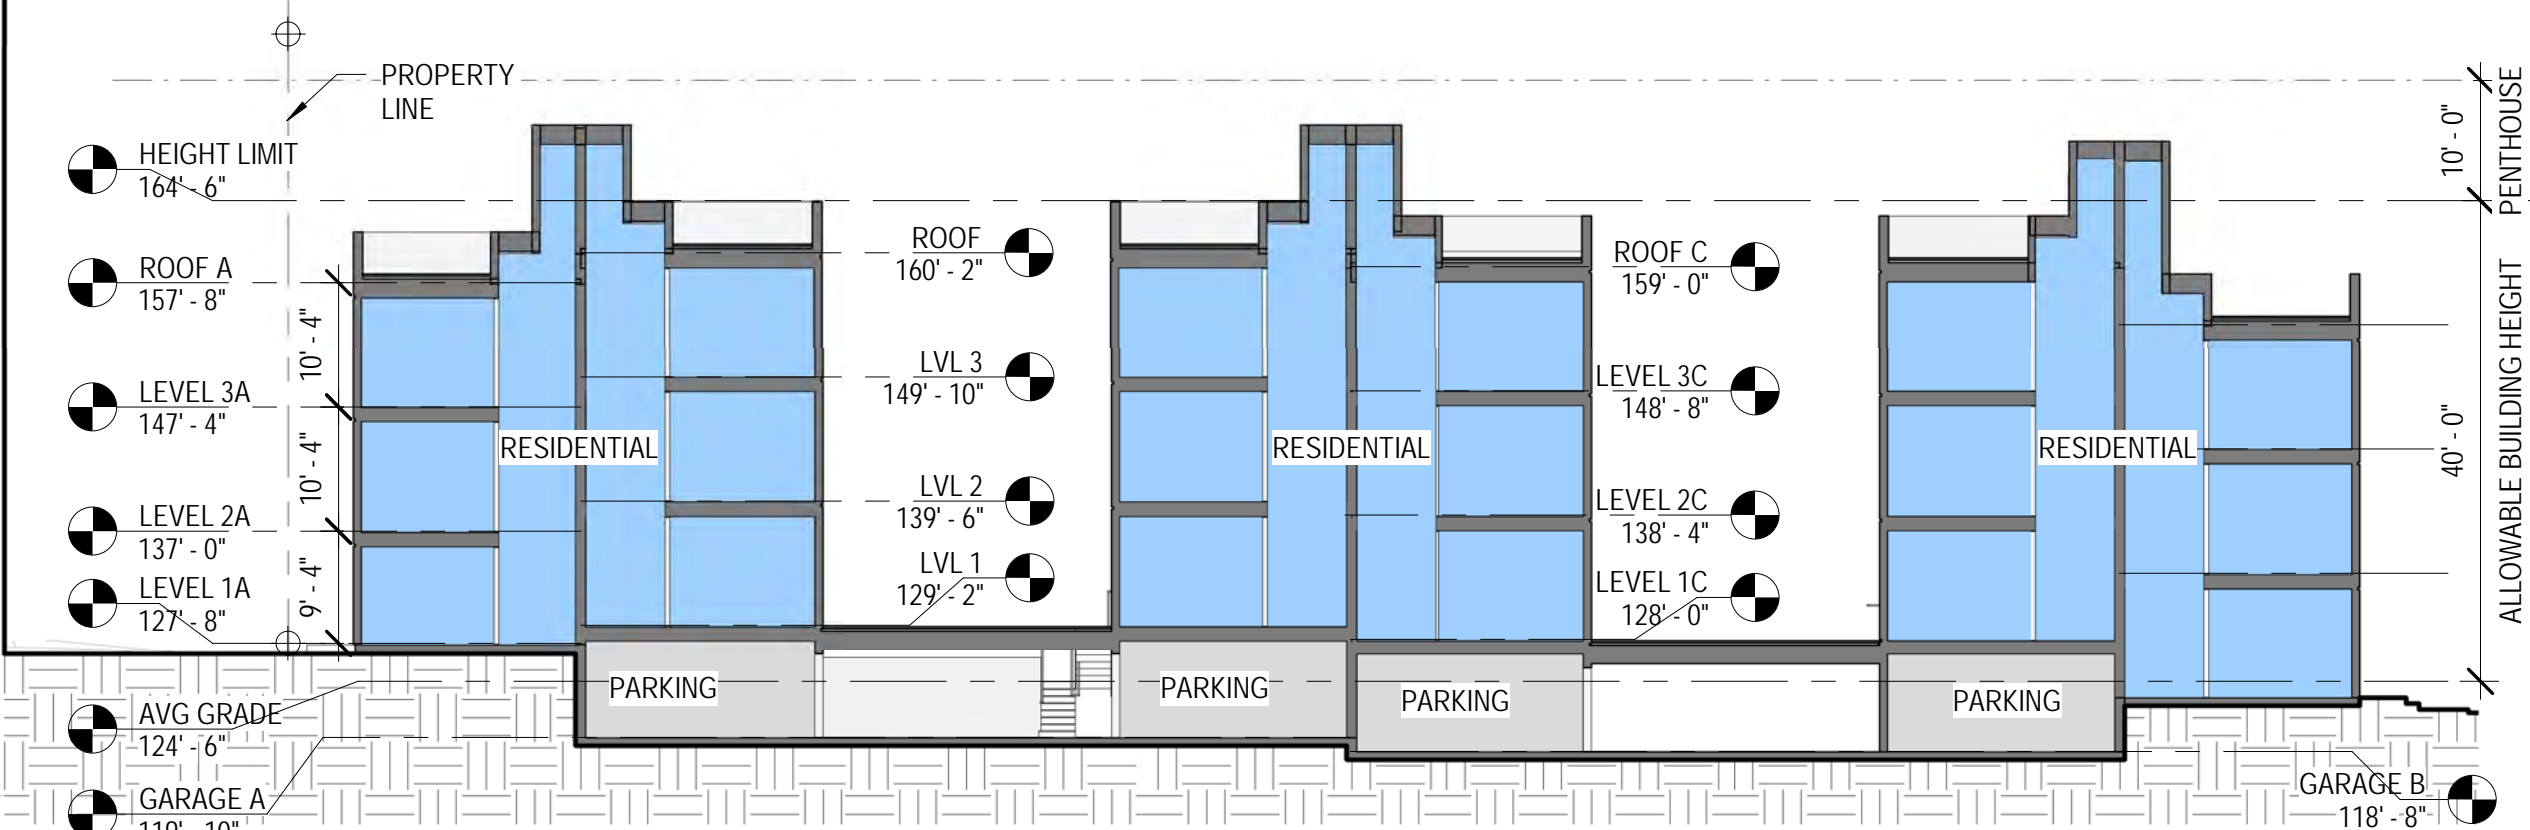 PROPERTY
LINE
HEIGHT LIMIT
164' - 6"
ROOF A
157' - 8"
LEVEL 3A
147' - 4"
LEVEL 2A
137' - 0"
LEVEL 1A
127' - 8"
AVG GRADE
124' - 6"
GARAGE A
119' - 10"
10' - 4"
10' - 4"
9' - 4"
RESIDENTIAL
PARKING
ROOF
160' - 2"
LVL 3
149' - 10"
LVL 2
139' - 6"
LVL 1
129' - 2"
RESIDENTIAL
PARKING
PARKING
ROOF C
159' - 0"
LEVEL 3C
148' - 8"
LEVEL 2C
138' - 4"
LEVEL 1C
128' - 0"
RESIDENTIAL
PARKING
10' - 0"
PENTHOUSE
40' - 0"
ALLOWABLE BUILDING HEIGHT
GARAGE B
118' - 8"